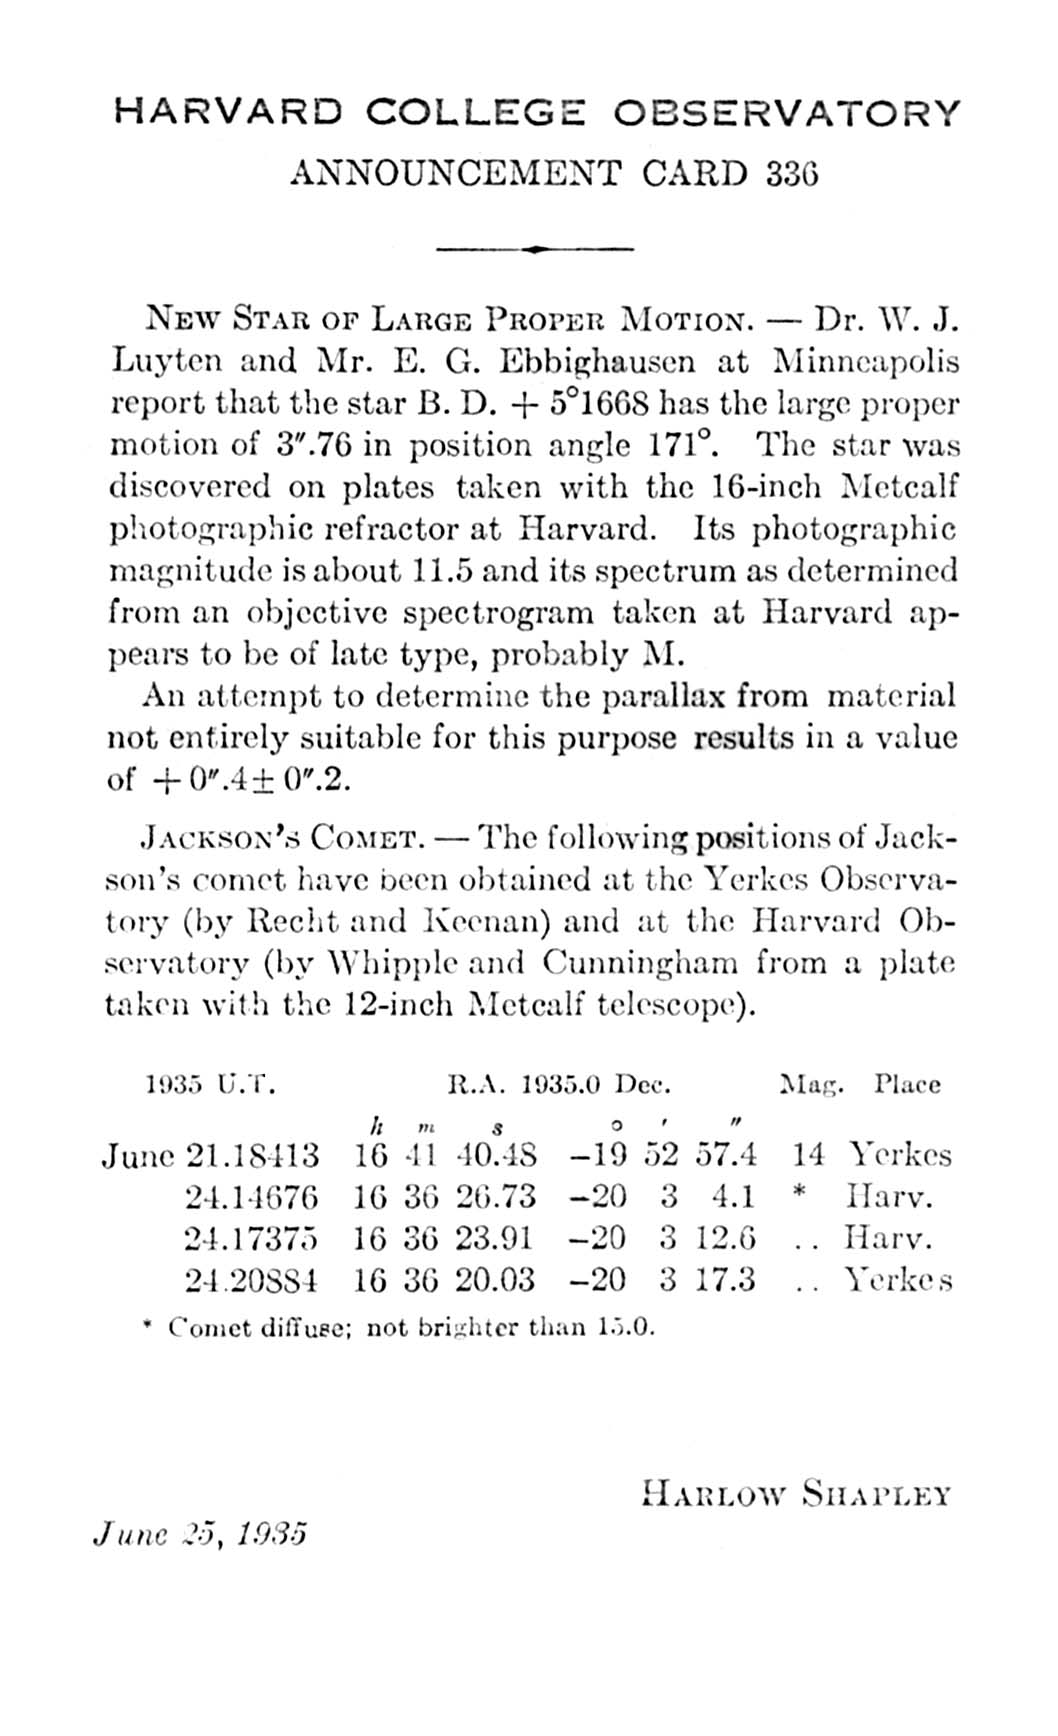 HARVARD COLLEGE OBSERVATORY
ANNOUNCEMENT CARD 336
NEW STAR OF LARGE PROPER MOTION. — Dr. W. J.
Luyten and Mr. E. G. Ebbighausen at Minneapolis
report that the star B. D. + 5°1668 has the large proper
motion of 3″.76 in position angle 171°. The star was
discovered on plates taken with the 16-inch Metcalf
photographic refractor at Harvard. Its photographic
magnitude is about 11.5 and its spectrum as determined
from an objective spectrogram taken at Harvard ap-
pears to be of late type, probably M.
An attempt to determine the parallax from material
not entirely suitable for this purpose results in a value
of + 0″.4 ± 0″.2.
JACKSON'S COMET. — The following positions of Jack-
son's comet have been obtained at the Yerkes Observa-
tory (by Recht and Keenan) and at the Harvard Ob-
servatory (by Whipple and Cunningham from a plate
taken with the 12-inch Metcalf telescope).
1935 U.T. R.A. 1935.0 Dec. Mag. Place
h m s ° ′ ″
June 21.18413 16 41 40.48 −19 52 57.4 14 Yerkes
24.14676 16 36 26.73 −20 3 4.1 * Harv.
24.17375 16 36 23.91 −20 3 12.6 .. Harv.
24.20884 16 36 20.03 −20 3 17.3 .. Yerkes
* Comet diffuse; not brighter than 15.0.
HARLOW SHAPLEY
June 25, 1935